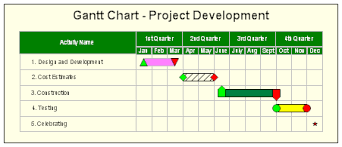 Gantt Chart - Project Development
Activity Name 1st Quarter 2nd Quarter 3rd Quarter 4th Quarter
Jan Feb Mar Apr May June July Aug Sept Oct Nov Dec
1. Design and Development
2. Cost Estimates
3. Construction
4. Testing
5. Celebrating